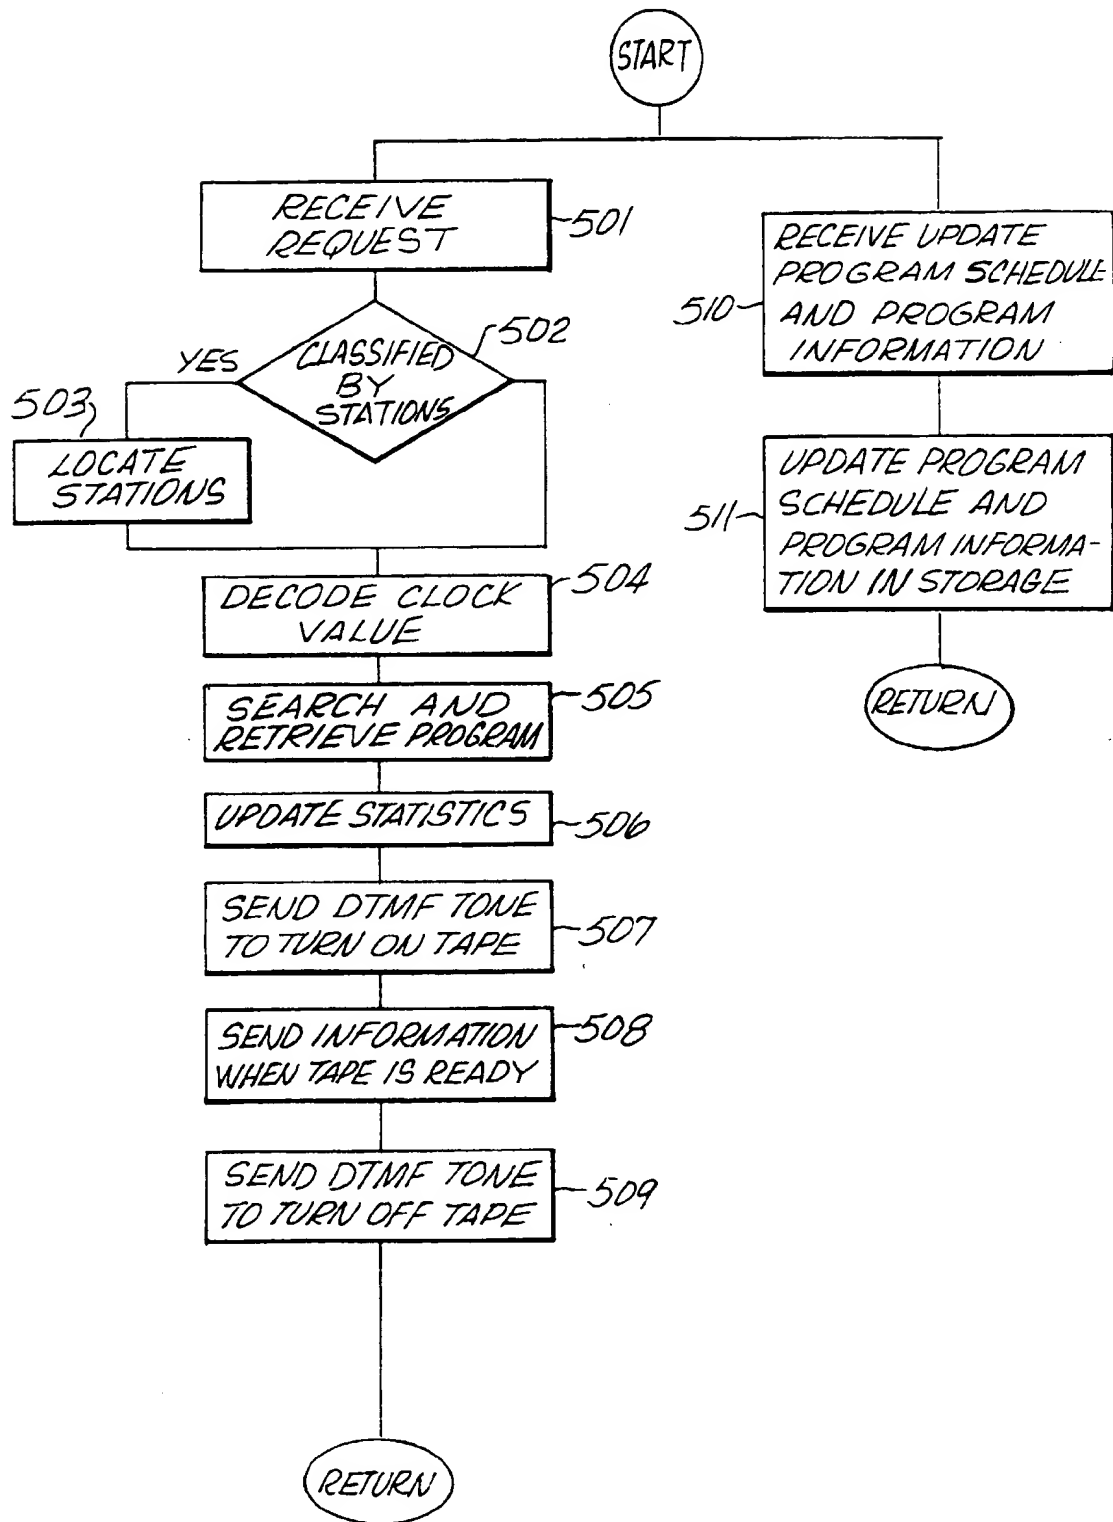 START
RECEIVE
REQUEST
501
CLASSIFIED
BY
STATIONS
502
YES
503
LOCATE
STATIONS
504
DECODE CLOCK
VALUE
505
SEARCH AND
RETRIEVE PROGRAM
UPDATE STATISTICS
506
SEND DTMF TONE
TO TURN ON TAPE
507
SEND INFORMATION
WHEN TAPE IS READY
508
SEND DTMF TONE
TO TURN OFF TAPE
509
RETURN
RECEIVE UPDATE
PROGRAM SCHEDULE
AND PROGRAM
INFORMATION
510
UPDATE PROGRAM
SCHEDULE AND
PROGRAM INFORMA-
TION IN STORAGE
511
RETURN